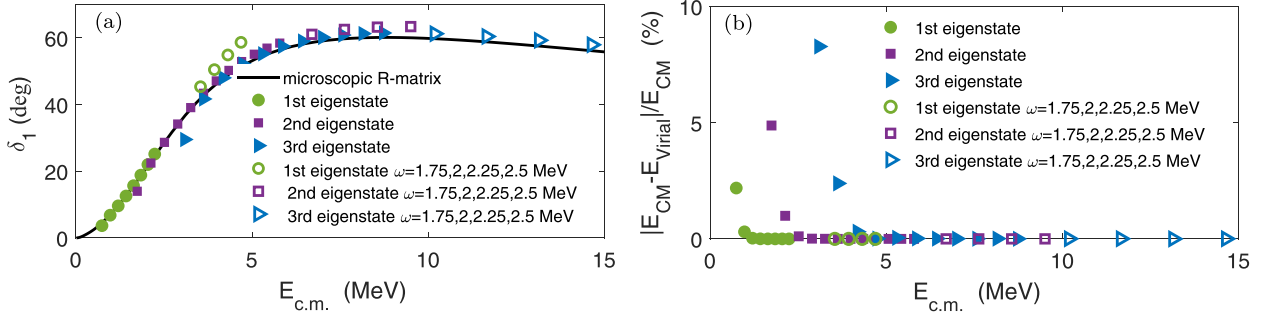 (a)
60
40
20
0
δ1 (deg)
microscopic R-matrix
1st eigenstate
2nd eigenstate
3rd eigenstate
1st eigenstate ω=1.75,2,2.25,2.5 MeV
2nd eigenstate ω=1.75,2,2.25,2.5 MeV
3rd eigenstate ω=1.75,2,2.25,2.5 MeV
0 5 10 15
Ec.m. (MeV)
(b)
10
5
0
|ECM-EVirial|/ECM (%)
1st eigenstate
2nd eigenstate
3rd eigenstate
1st eigenstate ω=1.75,2,2.25,2.5 MeV
2nd eigenstate ω=1.75,2,2.25,2.5 MeV
3rd eigenstate ω=1.75,2,2.25,2.5 MeV
0 5 10 15
Ec.m. (MeV)